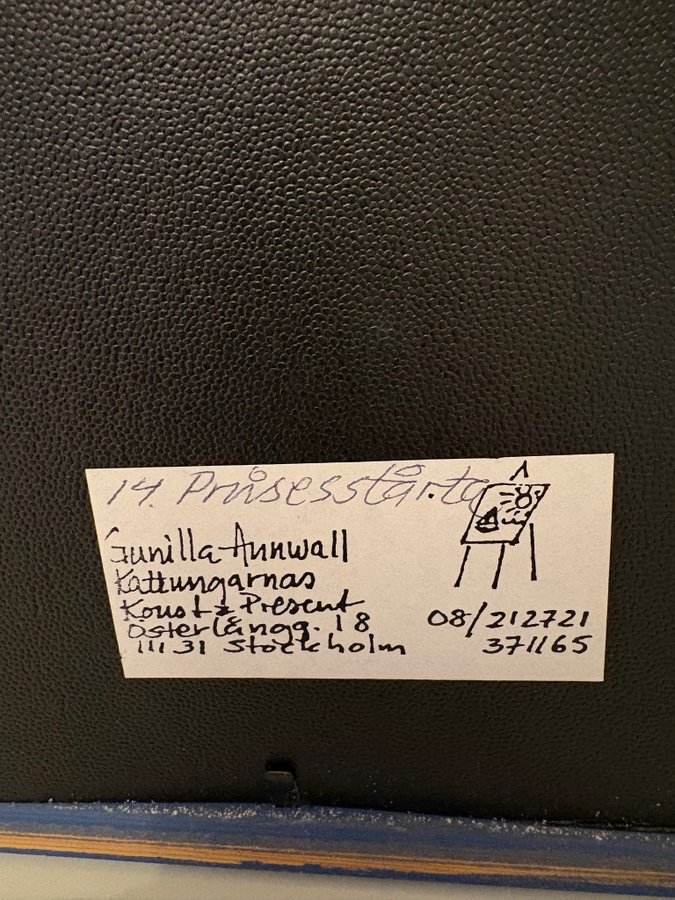 14. Prinsesstårta
Gunilla Annwall
Kattungarnas
Konst & Present
Österlångg. 18
111 31 Stockholm
08/212721
371165